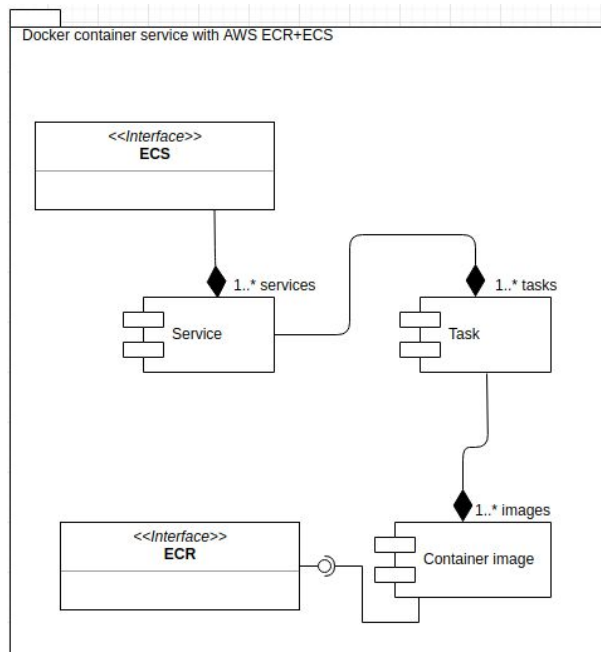 Docker container service with AWS ECR+ECS
<<Interface>>
ECS
1..* services
1..* tasks
Service
Task
1..* images
<<Interface>>
ECR
Container image